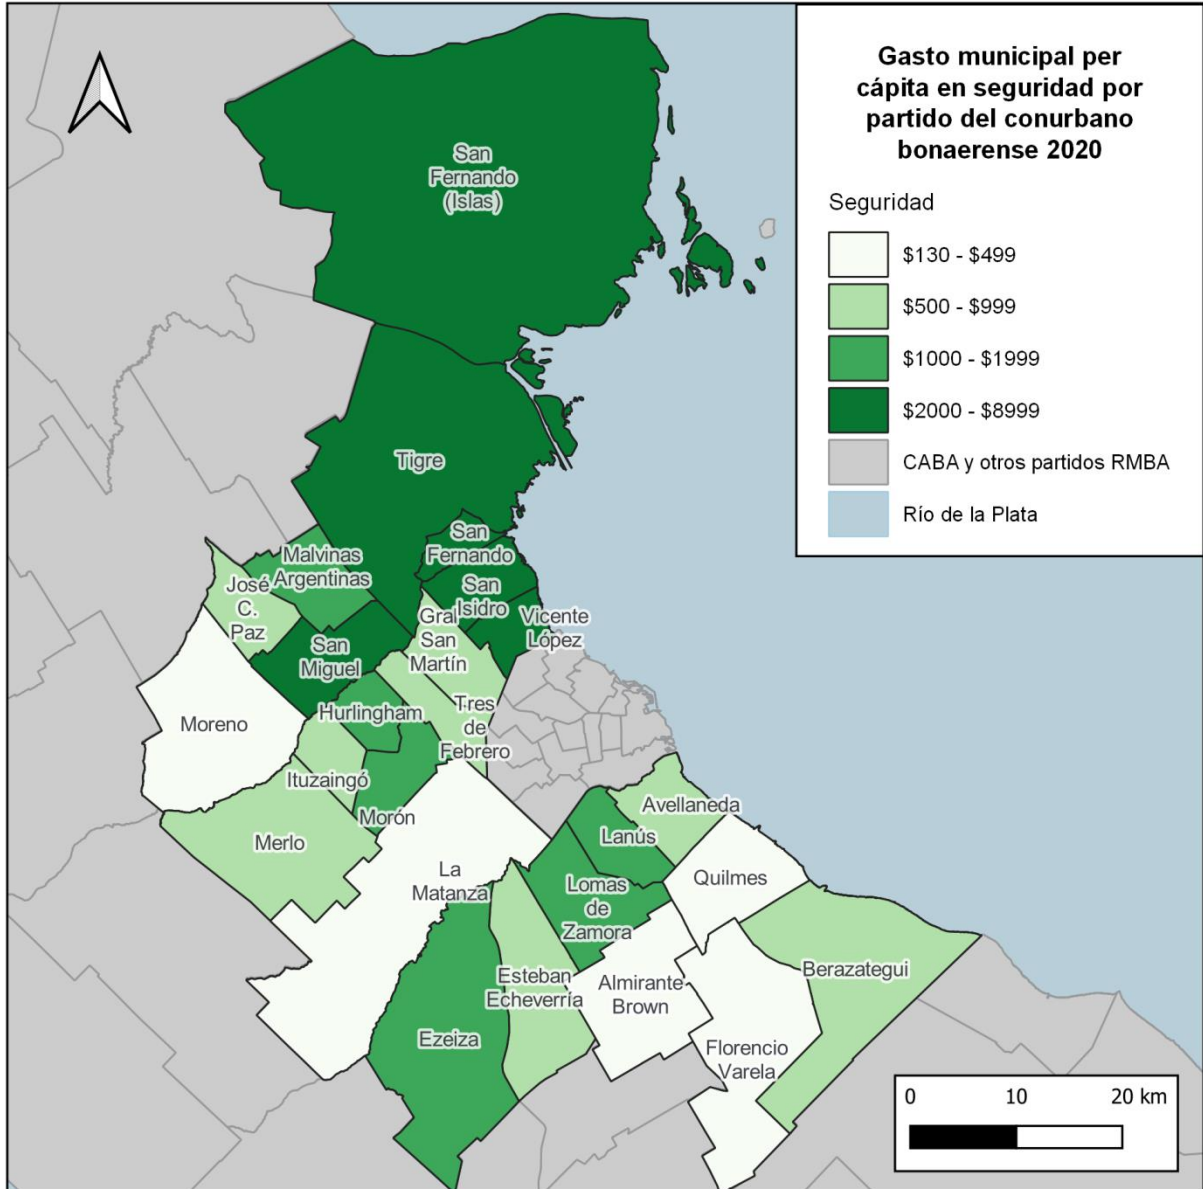 Gasto municipal per
cápita en seguridad por
partido del conurbano
bonaerense 2020
Seguridad
$130 - $499
$500 - $999
$1000 - $1999
$2000 - $8999
CABA y otros partidos RMBA
Río de la Plata
San
Fernando
(Islas)
Tigre
San
Fernando
Malvinas
Argentinas
San
Isidro
José
C.
Paz
Vicente
López
Gral
San
Martín
San
Miguel
Hurlingham
Tres
de
Febrero
Moreno
Ituzaingó
Morón
Merlo
Avellaneda
Lanús
La
Matanza
Quilmes
Lomas
de
Zamora
Berazategui
Esteban
Echeverría
Almirante
Brown
Ezeiza
Florencio
Varela
0 10 20 km